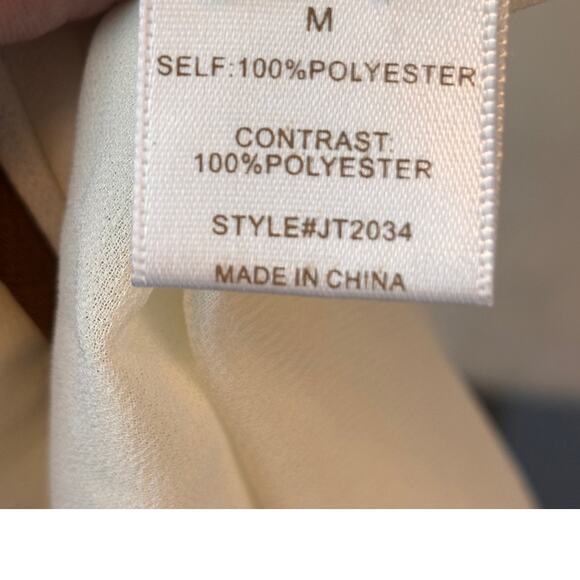 M
SELF:100%POLYESTER
CONTRAST:
100%POLYESTER
STYLE#JT2034
MADE IN CHINA